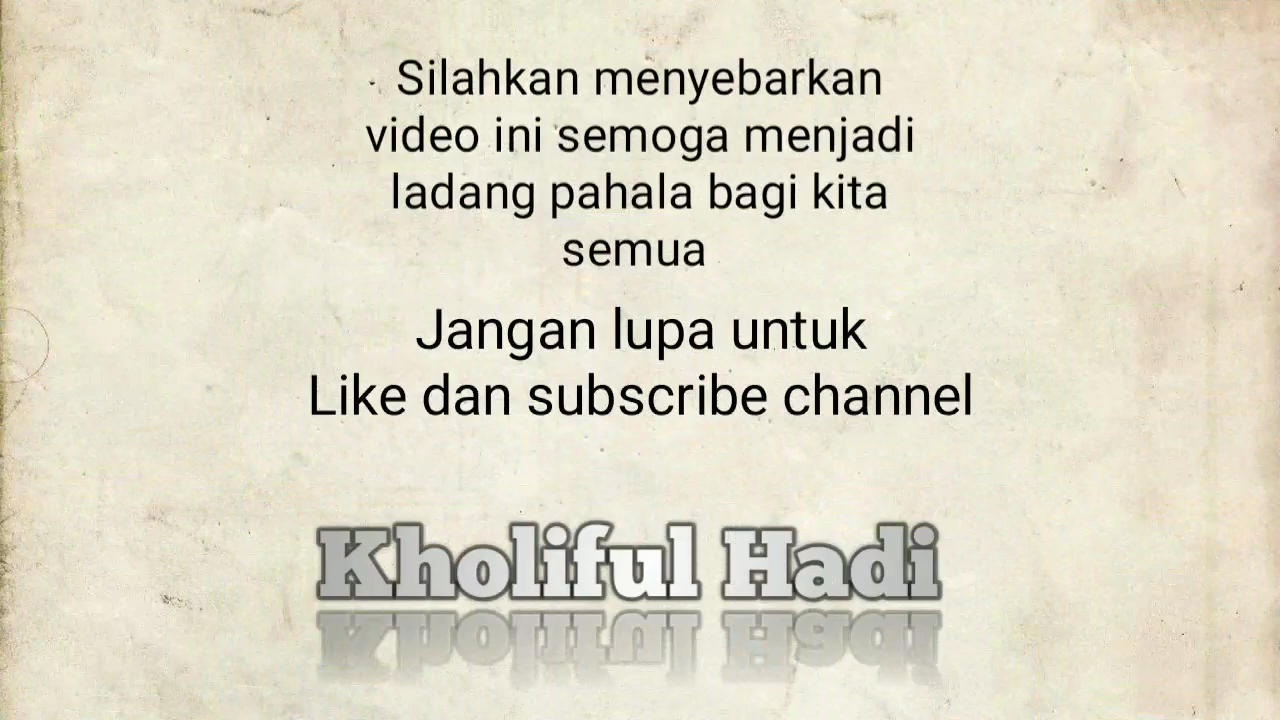 Silahkan menyebarkan
video ini semoga menjadi
ladang pahala bagi kita
semua
Jangan lupa untuk
Like dan subscribe channel
Kholiful Hadi